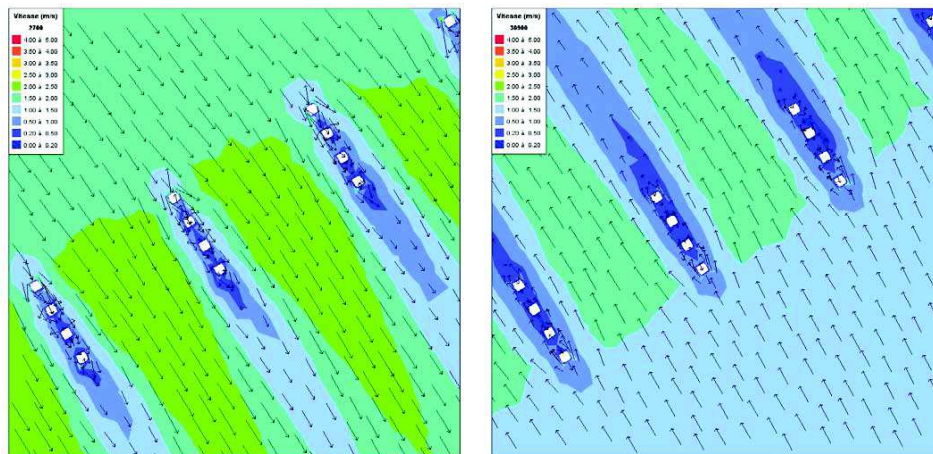 Vitesse (m/s)
2700
4.00 à 5.00
3.50 à 4.00
3.00 à 3.50
2.50 à 3.00
2.00 à 2.50
1.50 à 2.00
1.00 à 1.50
0.50 à 1.00
0.20 à 0.50
0.00 à 0.20
Vitesse (m/s)
4.00 à 5.00
3.50 à 4.00
3.00 à 3.50
2.50 à 3.00
2.00 à 2.50
1.50 à 2.00
1.00 à 1.50
0.50 à 1.00
0.20 à 0.50
0.00 à 0.20